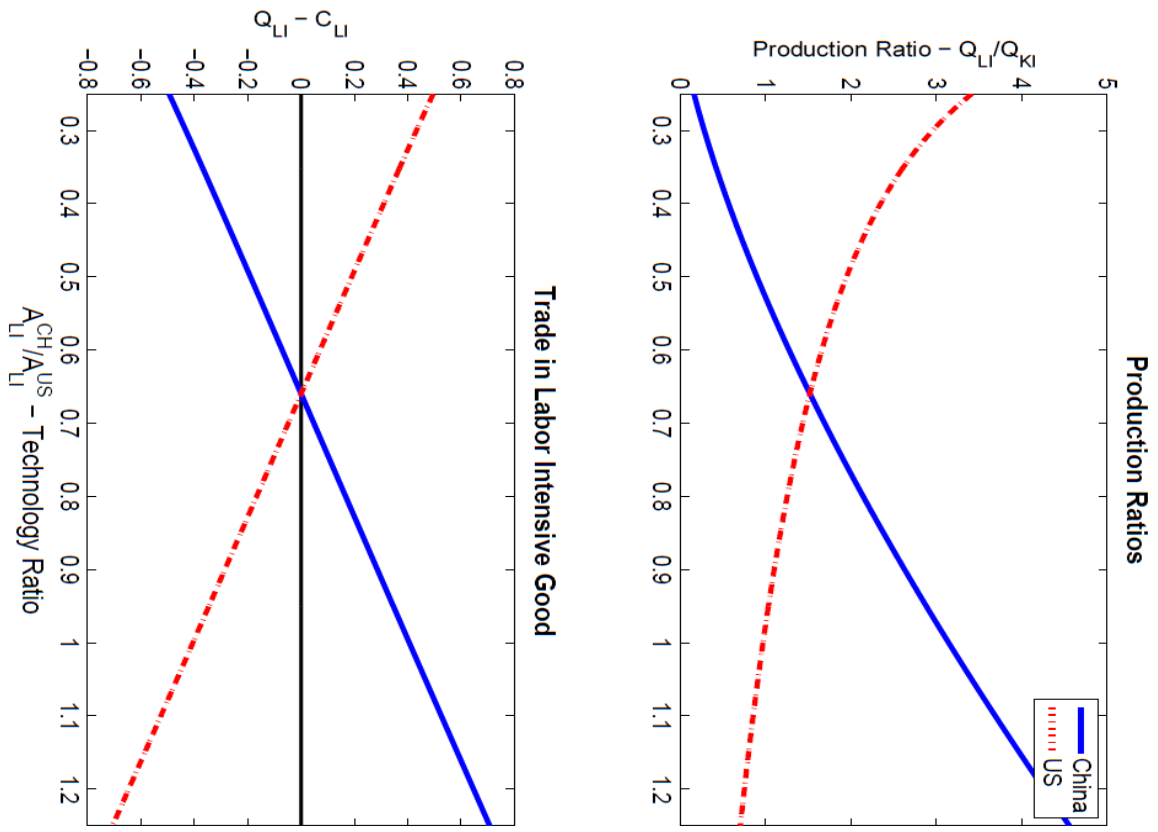 Production Ratios
Production Ratio – Q_LI/Q_KI
5
4
3
2
1
0
0.3 0.4 0.5 0.6 0.7 0.8 0.9 1 1.1 1.2
China
US
Trade in Labor Intensive Good
Q_LI – C_LI
0.8
0.6
0.4
0.2
0
-0.2
-0.4
-0.6
-0.8
0.3 0.4 0.5 0.6 0.7 0.8 0.9 1 1.1 1.2
A_LI^CH/A_LI^US – Technology Ratio